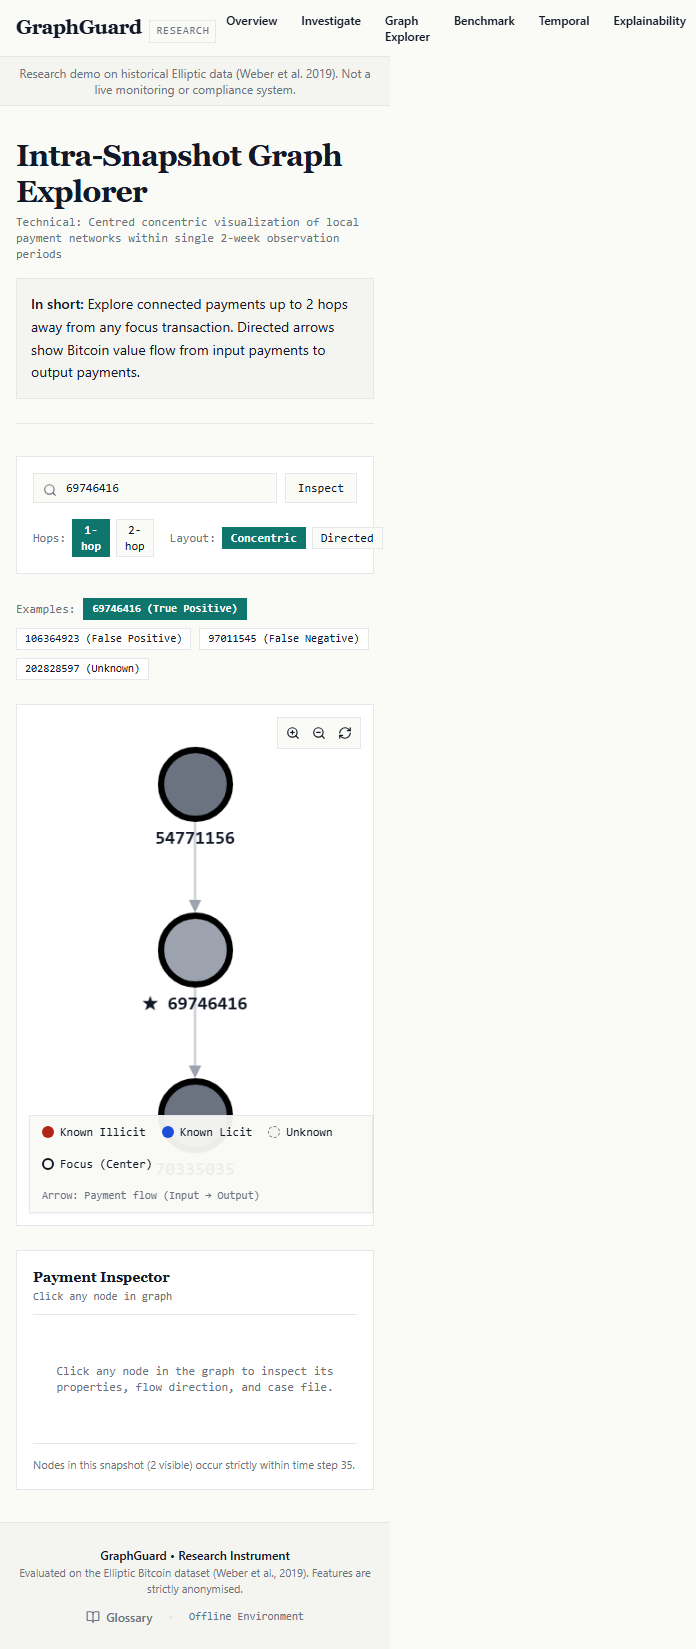 GraphGuard RESEARCH Overview Investigate Graph Explorer Benchmark Temporal Explainability
Research demo on historical Elliptic data (Weber et al. 2019). Not a
live monitoring or compliance system.
Intra-Snapshot Graph
Explorer
Technical: Centred concentric visualization of local
payment networks within single 2-week observation
periods
In short: Explore connected payments up to 2 hops
away from any focus transaction. Directed arrows
show Bitcoin value flow from input payments to
output payments.
69746416 Inspect
Hops: 1-hop 2-hop Layout: Concentric Directed
Examples: 69746416 (True Positive)
106364923 (False Positive) 97011545 (False Negative)
202828597 (Unknown)
54771156
★ 69746416
Known Illicit Known Licit Unknown
Focus (Center) 70335035
Arrow: Payment flow (Input → Output)
Payment Inspector
Click any node in graph
Click any node in the graph to inspect its
properties, flow direction, and case file.
Nodes in this snapshot (2 visible) occur strictly within time step 35.
GraphGuard • Research Instrument
Evaluated on the Elliptic Bitcoin dataset (Weber et al., 2019). Features are
strictly anonymised.
Glossary • Offline Environment